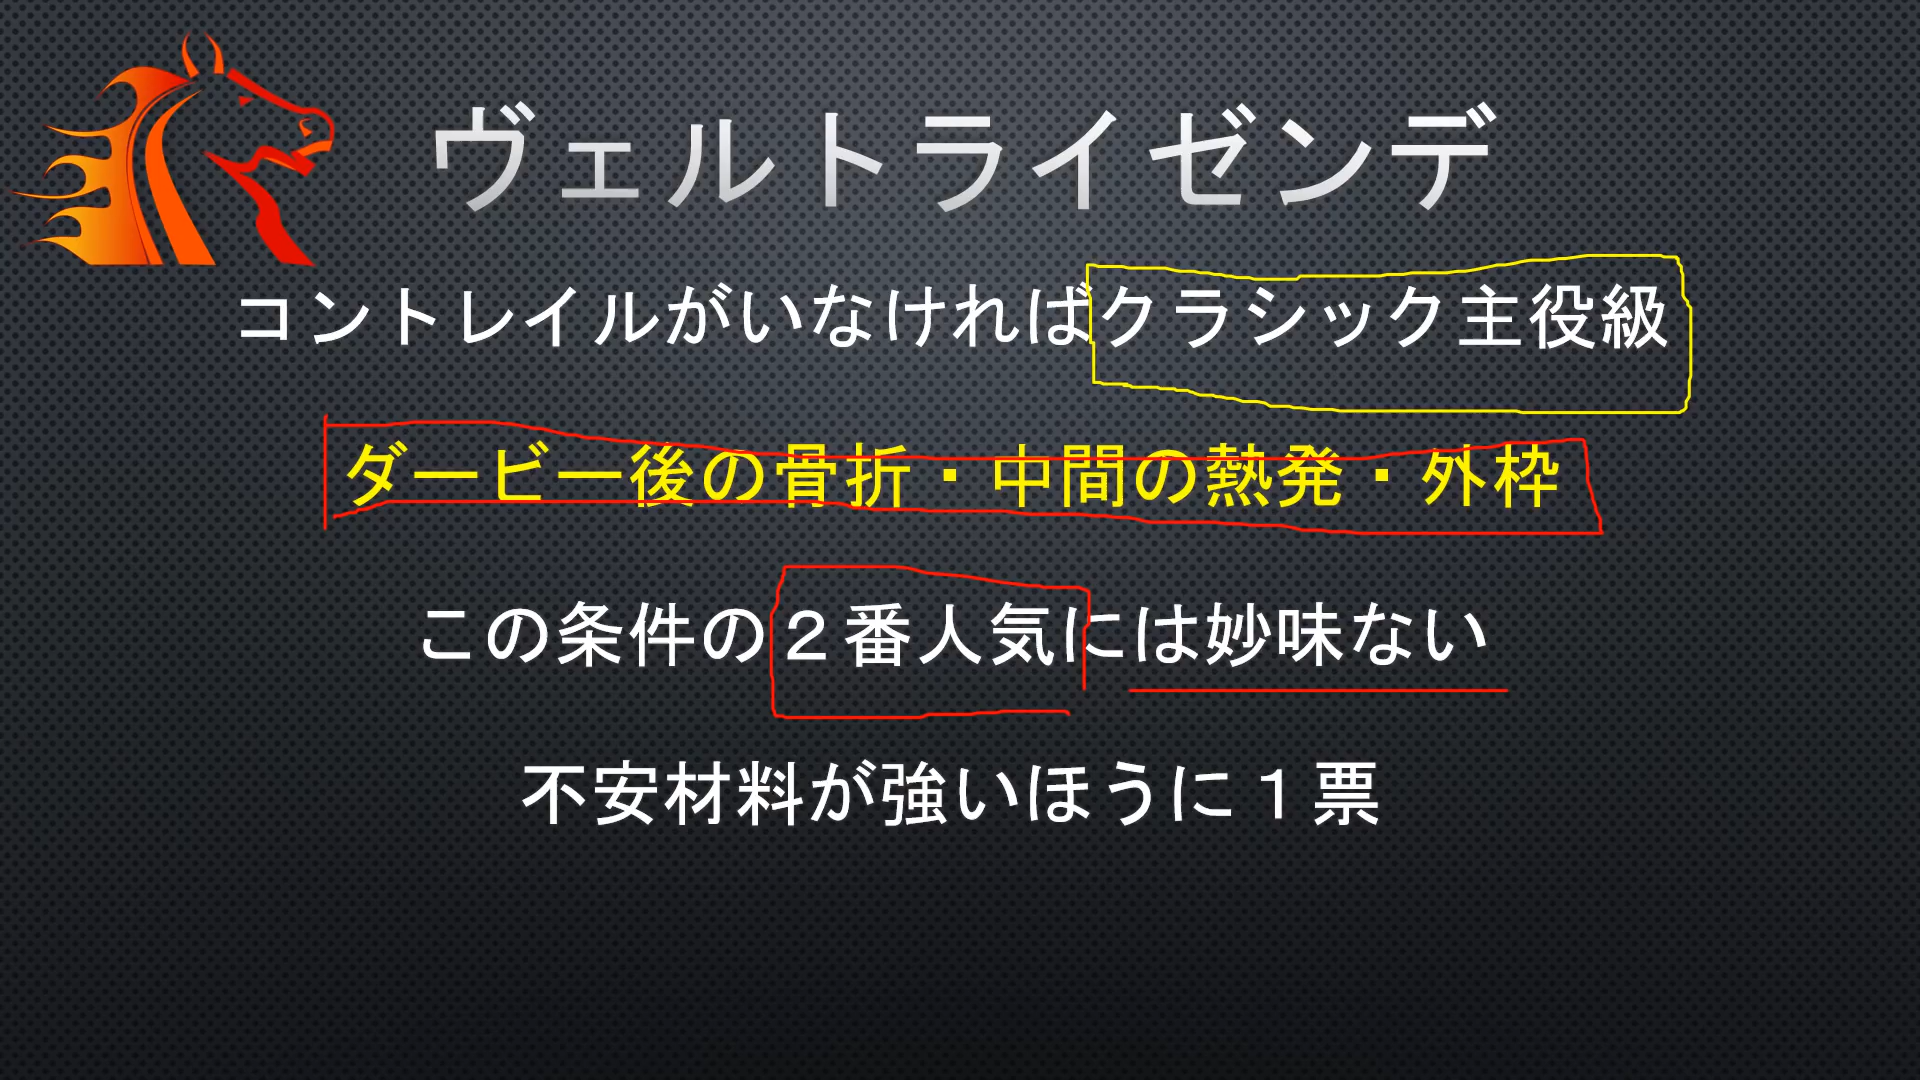 ヴェルトライゼンデ
コントレイルがいなければクラシック主役級
ダービー後の骨折・中間の熱発・外枠
この条件の２番人気には妙味ない
不安材料が強いほうに１票